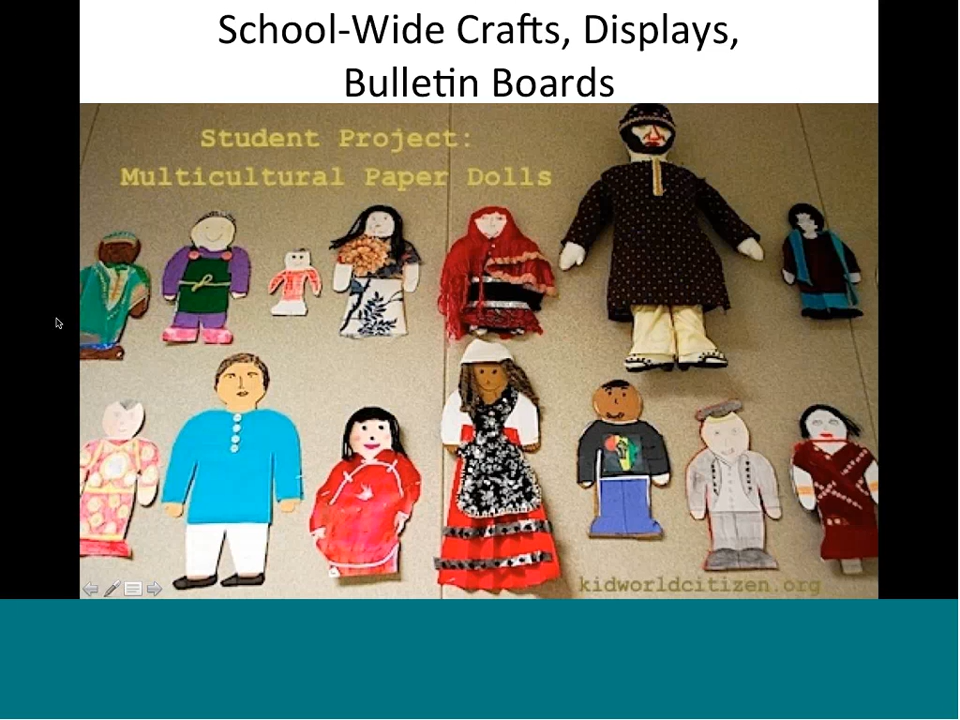 School-Wide Crafts, Displays,
Bulletin Boards
Student Project:
Multicultural Paper Dolls
kidworldcitizen.org